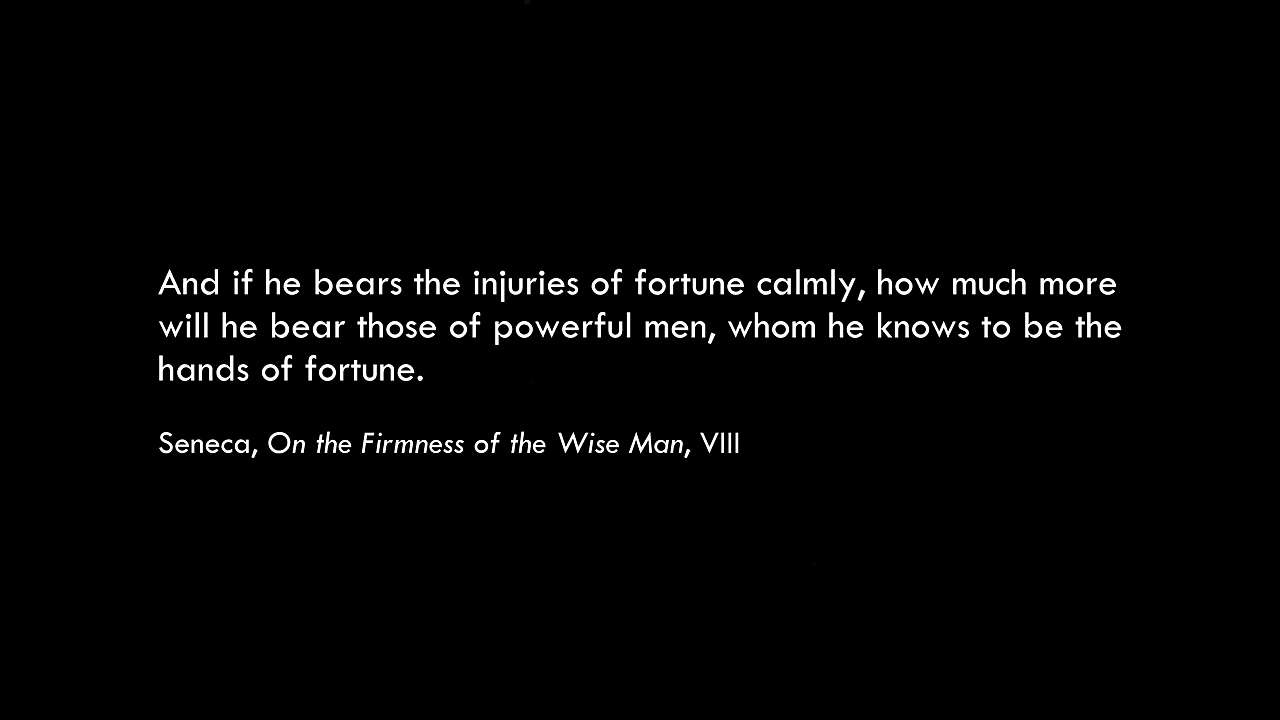 And if he bears the injuries of fortune calmly, how much more
will he bear those of powerful men, whom he knows to be the
hands of fortune.
Seneca, On the Firmness of the Wise Man, VIII